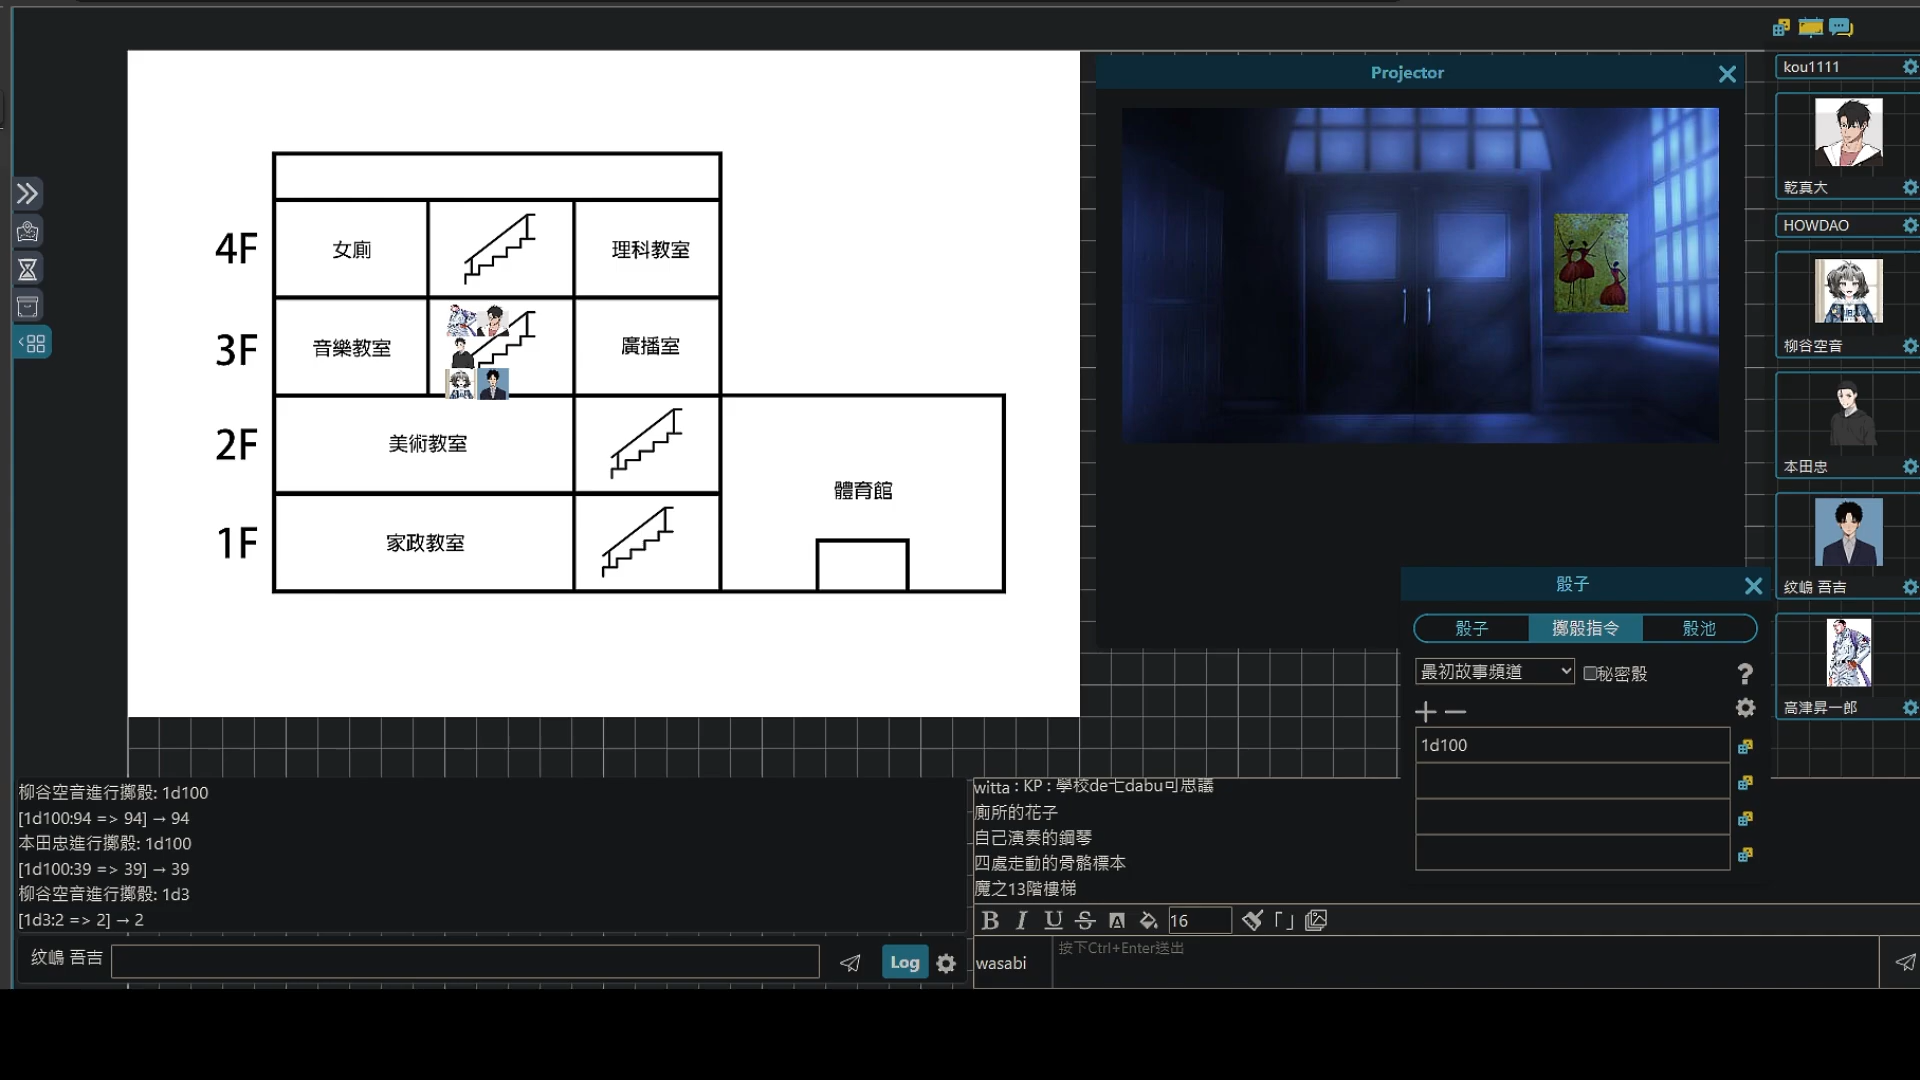 4F
女廁
理科教室
3F
音樂教室
廣播室
2F
美術教室
1F
家政教室
體育館
Projector
kou1111
乾真大
HOWDAO
柳谷空音
本田忠
纹嶋 吾吉
高津昇一郎
骰子
骰子
擲骰指令
骰池
最初故事頻道
秘密骰
?
1d100
柳谷空音進行擲骰: 1d100
[1d100:94 => 94] → 94
本田忠進行擲骰: 1d100
[1d100:39 => 39] → 39
柳谷空音進行擲骰: 1d3
[1d3:2 => 2] → 2
纹嶋 吾吉
Log
witta : KP : 學校de七dabu可思議
廁所的花子
自己演奏的鋼琴
四處走動的骨骼標本
魔之13階樓梯
B I U S A 16 「」
wasabi
按下Ctrl+Enter送出